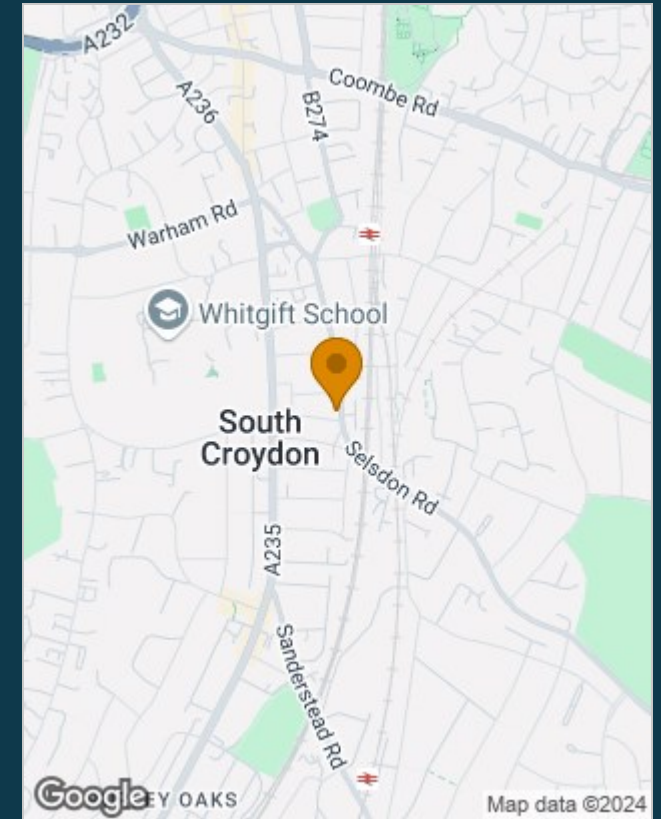 A232
A236
B274
Coombe Rd
Warham Rd
Whitgift School
South
Croydon
Selsdon Rd
A235
Sanderstead Rd
Google
EY OAKS
Map data ©2024